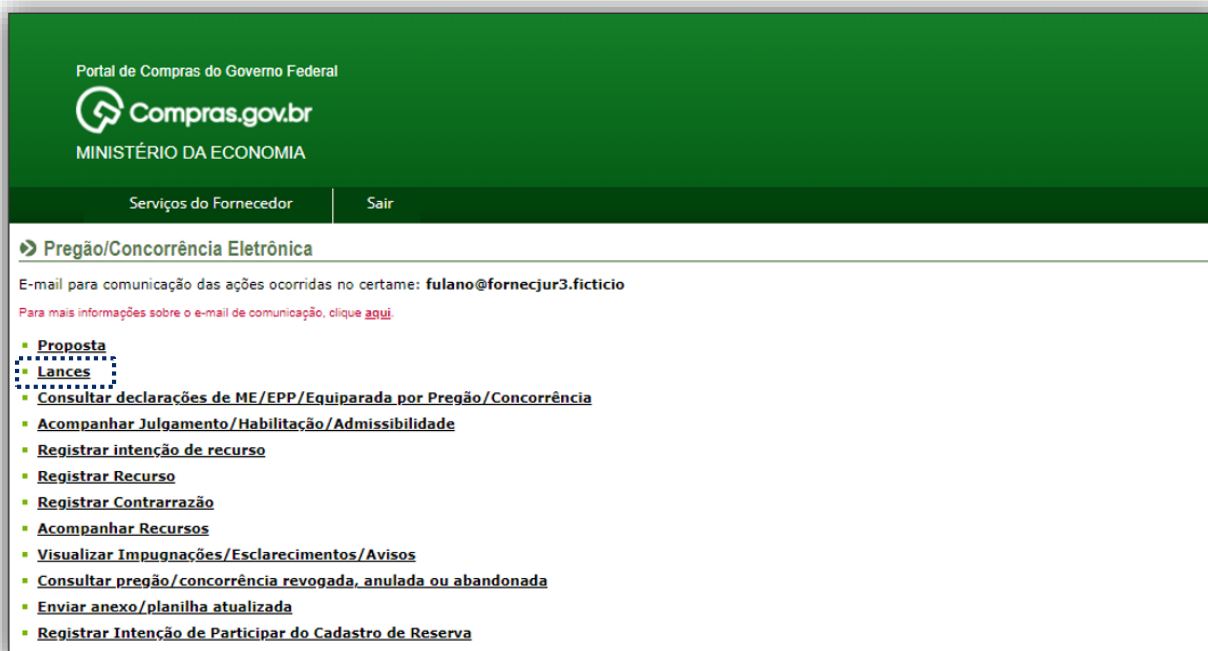 Portal de Compras do Governo Federal
Compras.gov.br
MINISTÉRIO DA ECONOMIA
Serviços do Fornecedor Sair
Pregão/Concorrência Eletrônica
E-mail para comunicação das ações ocorridas no certame: fulano@fornecjur3.ficticio
Para mais informações sobre o e-mail de comunicação, clique aqui.
Proposta
Lances
Consultar declarações de ME/EPP/Equiparada por Pregão/Concorrência
Acompanhar Julgamento/Habilitação/Admissibilidade
Registrar intenção de recurso
Registrar Recurso
Registrar Contrarrazão
Acompanhar Recursos
Visualizar Impugnações/Esclarecimentos/Avisos
Consultar pregão/concorrência revogada, anulada ou abandonada
Enviar anexo/planilha atualizada
Registrar Intenção de Participar do Cadastro de Reserva